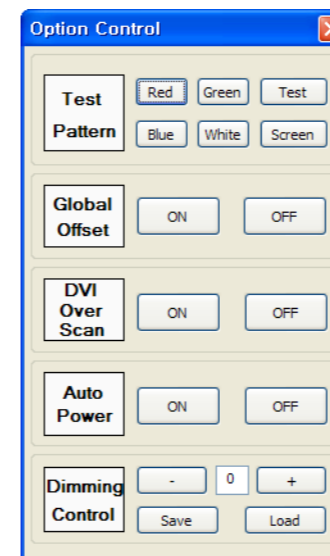 Option Control
Test Pattern
Red Green Test
Blue White Screen
Global Offset
ON OFF
DVI Over Scan
ON OFF
Auto Power
ON OFF
Dimming Control
- 0 +
Save Load